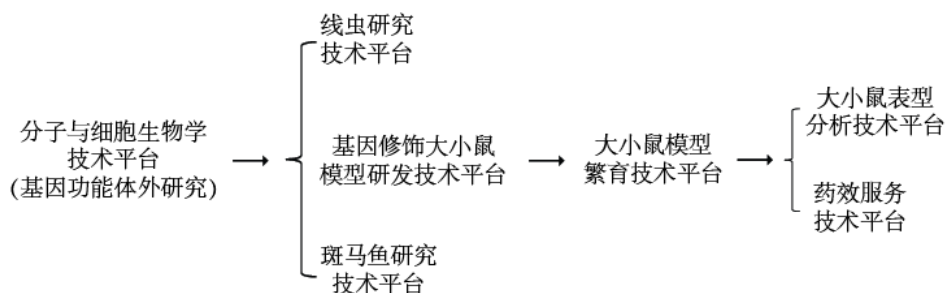 分子与细胞生物学
技术平台
(基因功能体外研究)
线虫研究
技术平台
基因修饰大小鼠
模型研发技术平台
斑马鱼研究
技术平台
大小鼠模型
繁育技术平台
大小鼠表型
分析技术平台
药效服务
技术平台